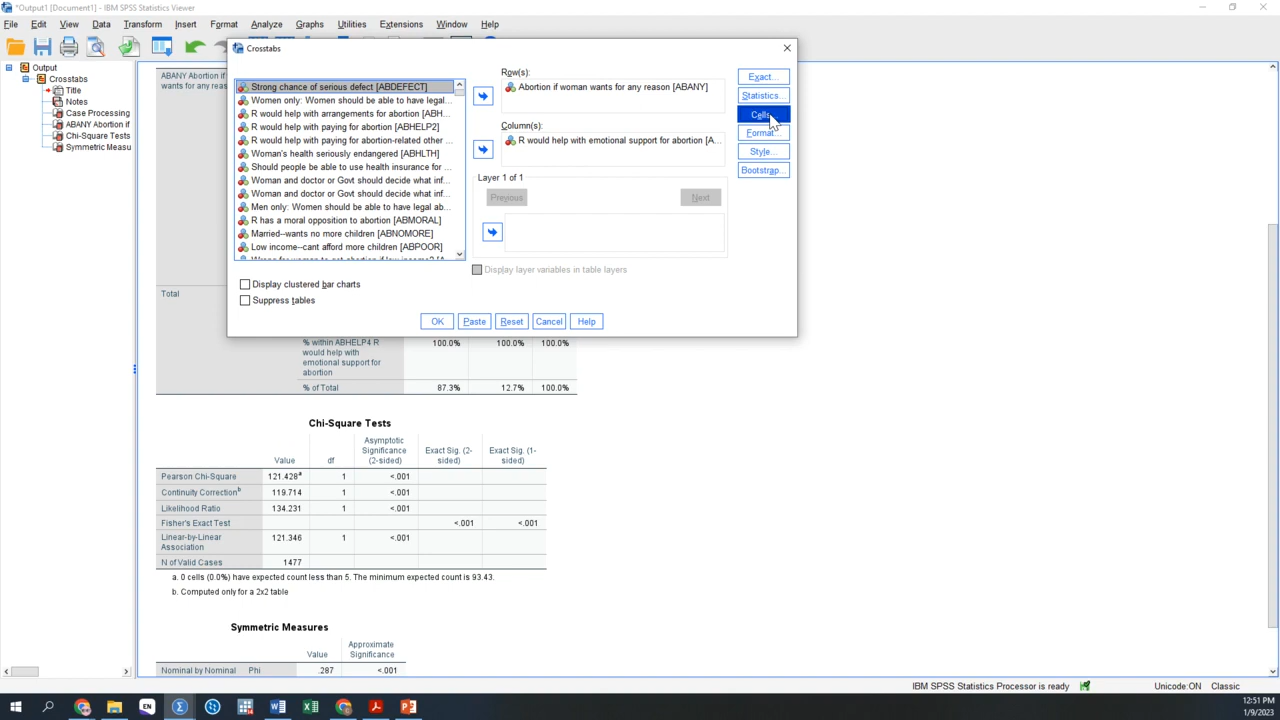 *Output1 [Document1] - IBM SPSS Statistics Viewer
File Edit View Data Transform Insert Format Graphs Analyze Utilities Extensions Window Help
Output
Crosstabs
Title
Notes
Case Processing
ABANY Abortion if
Chi-Square Tests
Symmetric Measu
ABANY Abortion if
wants for any reas
Total
Crosstabs
Strong chance of serious defect [ABDEFECT]
Women only: Women should be able to have legal...
R would help with arrangements for abortion [ABH...
R would help with paying for abortion [ABHELP2]
R would help with paying for abortion-related other ...
Woman's health seriously endangered [ABHLTH]
Should people be able to use health insurance for ...
Woman and doctor or Govt should decide what inf...
Woman and doctor or Govt should decide what inf...
Men only: Women should be able to have legal ab...
R has a moral opposition to abortion [ABMORAL]
Married--wants no more children [ABNOMORE]
Low income--cant afford more children [ABPOOR]
Row(s):
Abortion if woman wants for any reason [ABANY]
Column(s):
R would help with emotional support for abortion [A...
Layer 1 of 1
Previous Next
Display layer variables in table layers
Exact...
Statistics...
Cells...
Format...
Style...
Bootstrap...
Display clustered bar charts
Suppress tables
OK Paste Reset Cancel Help
% within ABHELP4 R 100.0% 100.0% 100.0%
would help with
emotional support for
abortion
% of Total 87.3% 12.7% 100.0%
Chi-Square Tests
Value df Asymptotic Significance (2-sided) Exact Sig. (2-sided) Exact Sig. (1-sided)
Pearson Chi-Square 121.428a 1 <.001
Continuity Correctionb 119.714 1 <.001
Likelihood Ratio 134.231 1 <.001
Fisher's Exact Test <.001 <.001
Linear-by-Linear Association 121.346 1 <.001
N of Valid Cases 1477
a. 0 cells (0.0%) have expected count less than 5. The minimum expected count is 93.43.
b. Computed only for a 2x2 table
Symmetric Measures
Value Approximate Significance
Nominal by Nominal Phi .287 <.001
IBM SPSS Statistics Processor is ready Unicode:ON Classic
EN
12:51 PM
1/9/2023